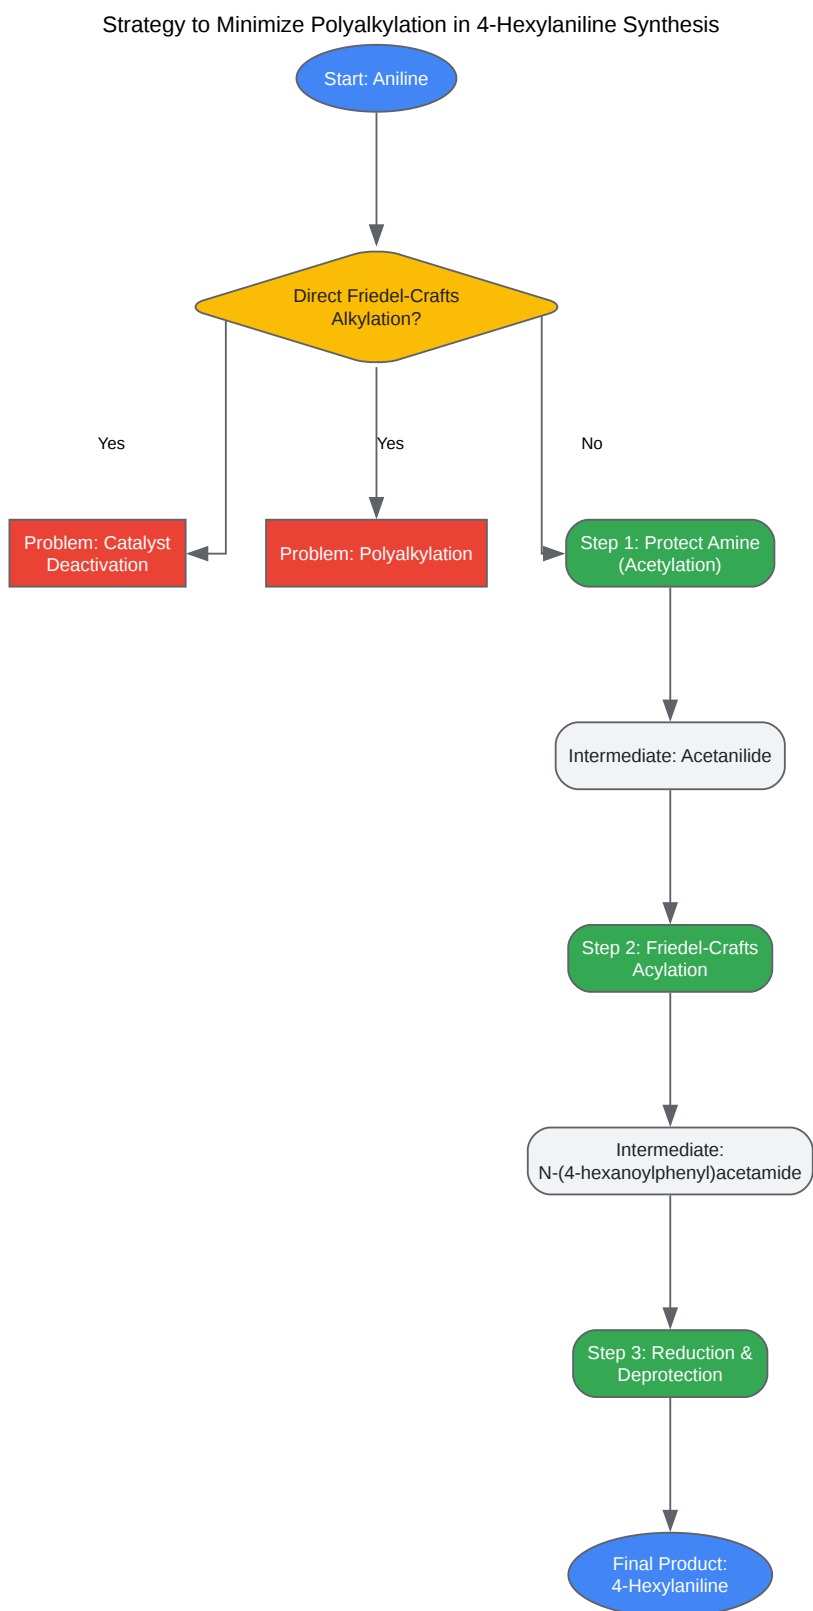 Strategy to Minimize Polyalkylation in 4-Hexylaniline Synthesis
Start: Aniline
Direct Friedel-Crafts
Alkylation?
Yes
Yes
No
Problem: Catalyst
Deactivation
Problem: Polyalkylation
Step 1: Protect Amine
(Acetylation)
Intermediate: Acetanilide
Step 2: Friedel-Crafts
Acylation
Intermediate:
N-(4-hexanoylphenyl)acetamide
Step 3: Reduction &
Deprotection
Final Product:
4-Hexylaniline